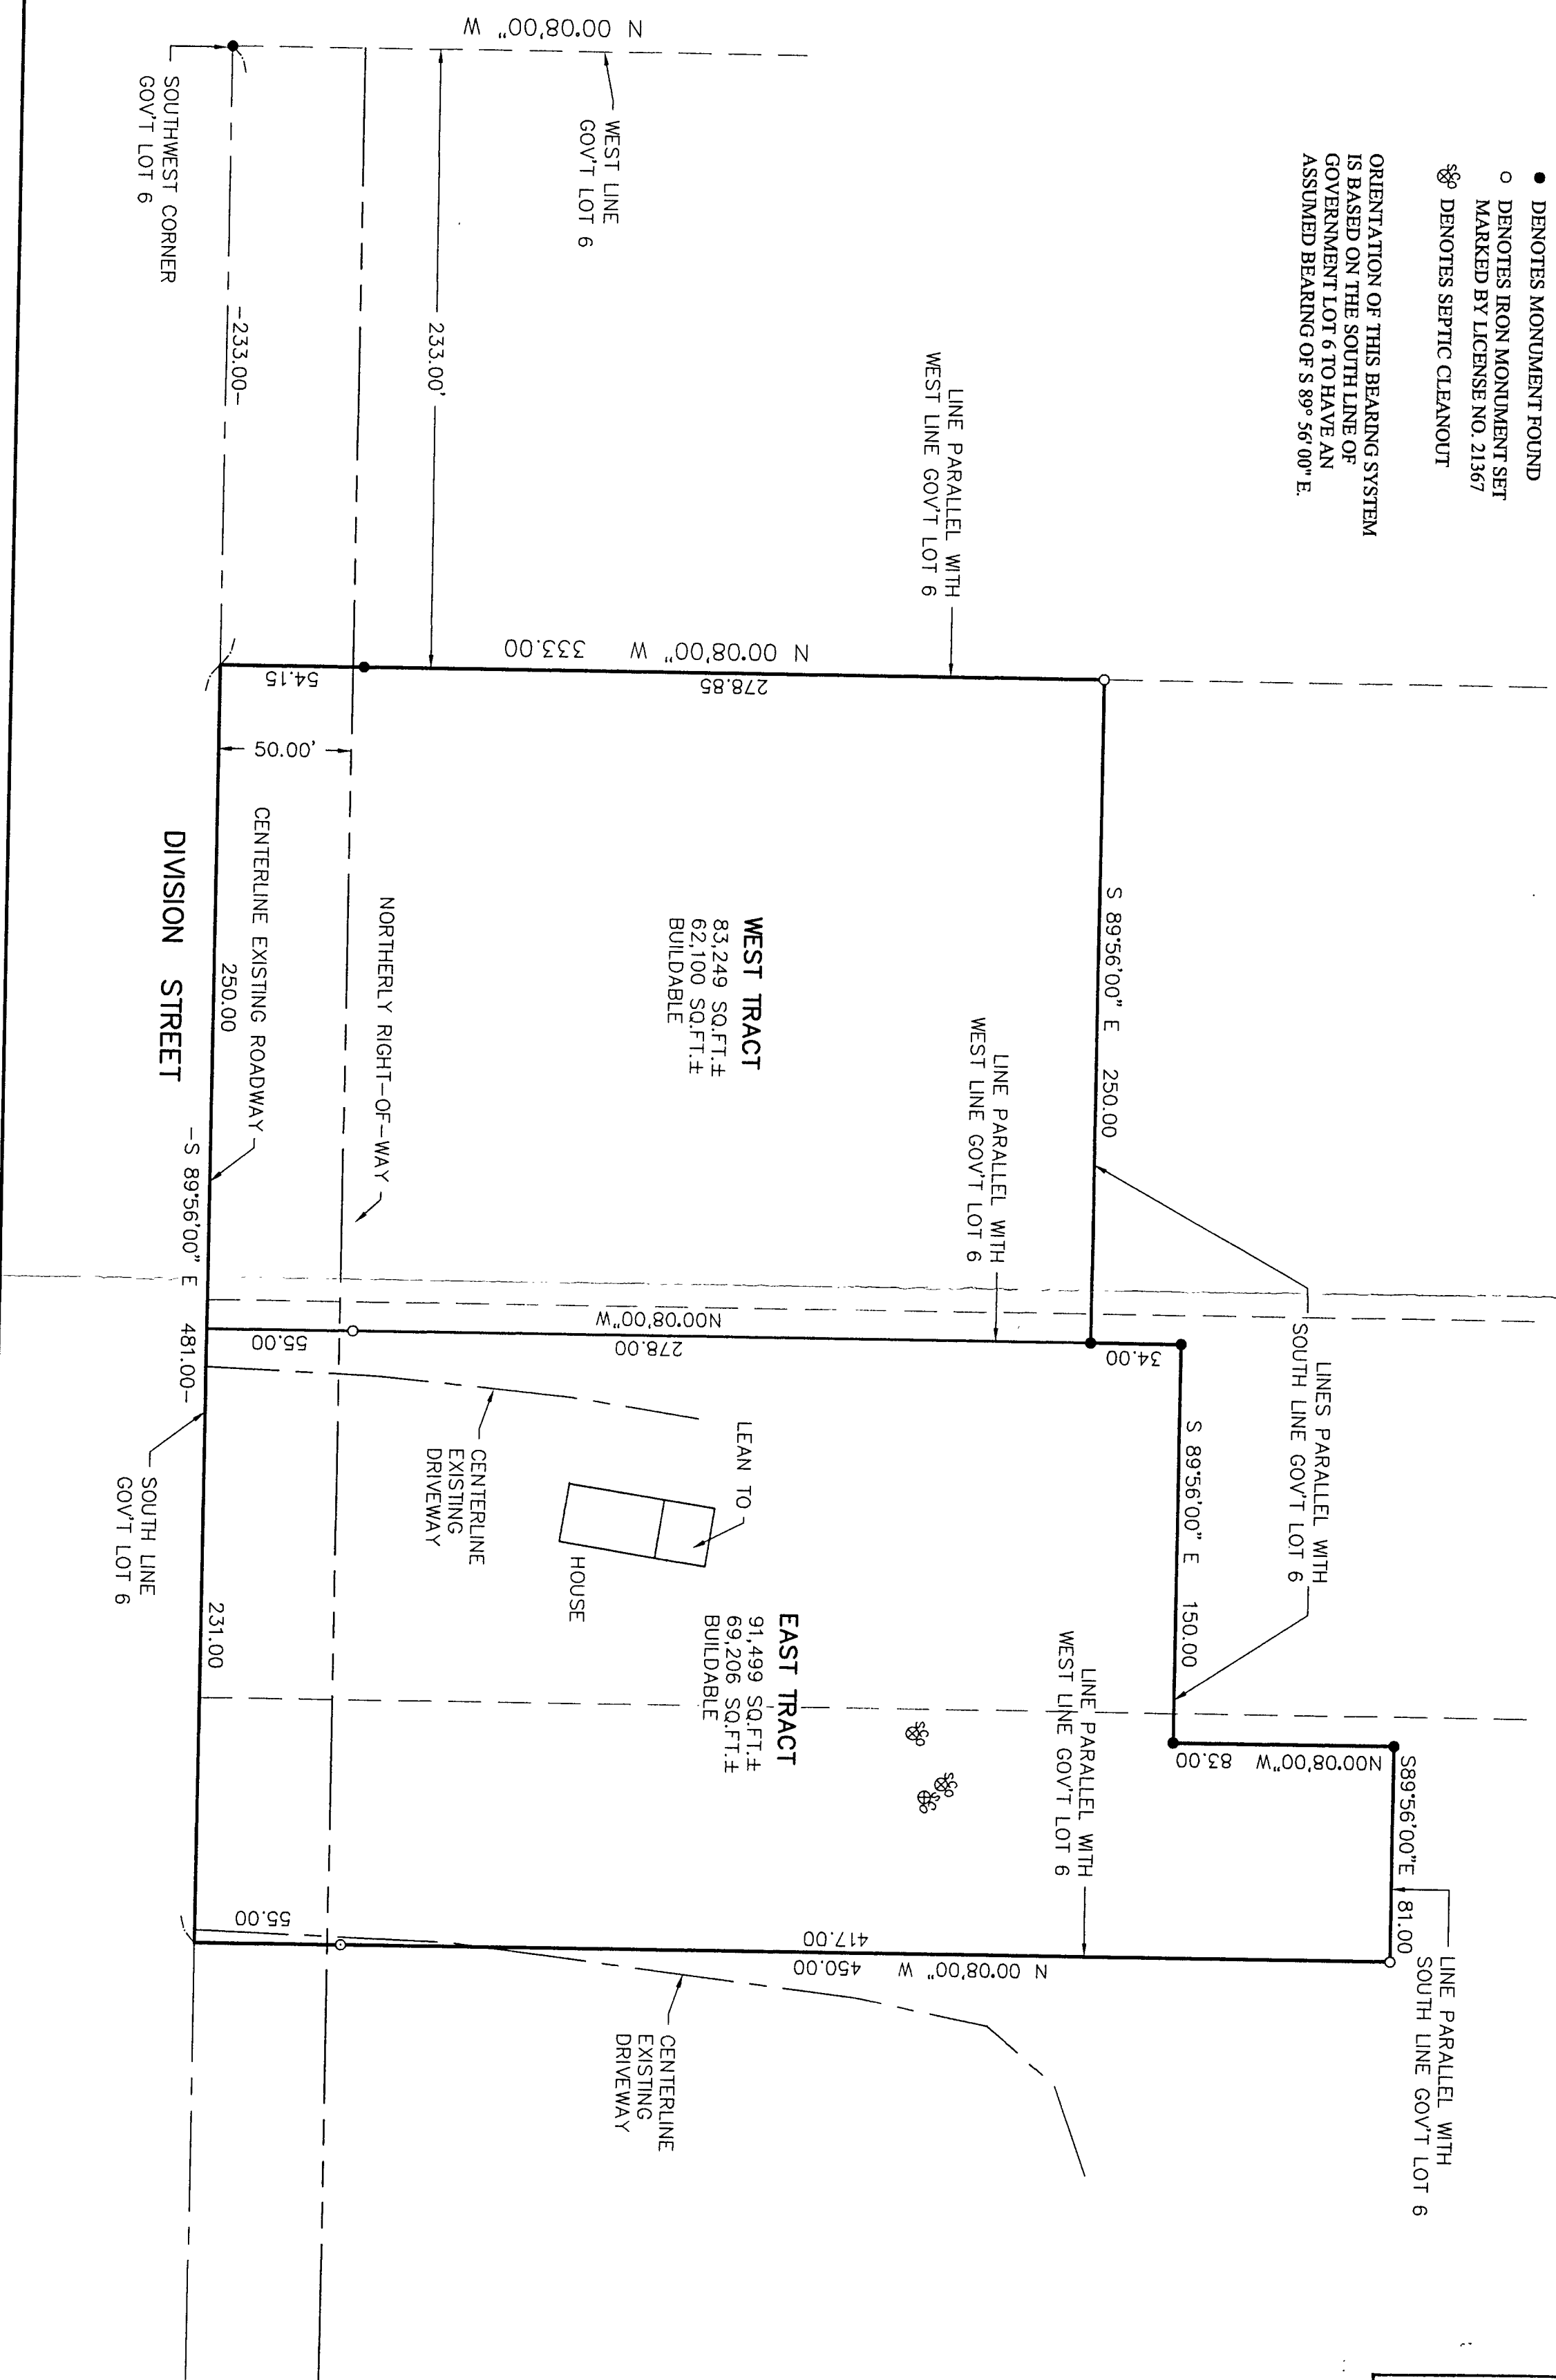 ● DENOTES MONUMENT FOUND
○ DENOTES IRON MONUMENT SET
MARKED BY LICENSE NO. 21367
SCO DENOTES SEPTIC CLEANOUT
ORIENTATION OF THIS BEARING SYSTEM
IS BASED ON THE SOUTH LINE OF
GOVERNMENT LOT 6 TO HAVE AN
ASSUMED BEARING OF S 89° 56' 00" E.
LINE PARALLEL WITH
SOUTH LINE GOV'T LOT 6
S89°56'00"E 81.00
N00°08'00"W 83.00
LINES PARALLEL WITH
SOUTH LINE GOV'T LOT 6
S 89°56'00" E 150.00
34.00
S 89°56'00" E 250.00
LINE PARALLEL WITH
WEST LINE GOV'T LOT 6
LINE PARALLEL WITH
WEST LINE GOV'T LOT 6
LINE PARALLEL WITH
WEST LINE GOV'T LOT 6
N 00°08'00" W
WEST LINE
GOV'T LOT 6
N 00°08'00" W 333.00
278.85
54.15
WEST TRACT
83,249 SQ.FT.±
62,100 SQ.FT.±
BUILDABLE
N00°08'00"W
278.00
55.00
EAST TRACT
91,499 SQ.FT.±
69,206 SQ.FT.±
BUILDABLE
SCO
SCO
SCO
LEAN TO
HOUSE
CENTERLINE
EXISTING
DRIVEWAY
N 00°08'00" W 450.00
417.00
55.00
CENTERLINE
EXISTING
DRIVEWAY
233.00'
NORTHERLY RIGHT-OF-WAY
50.00'
CENTERLINE EXISTING ROADWAY
-233.00-
250.00
231.00
-S 89°56'00" E 481.00-
DIVISION STREET
SOUTHWEST CORNER
GOV'T LOT 6
SOUTH LINE
GOV'T LOT 6